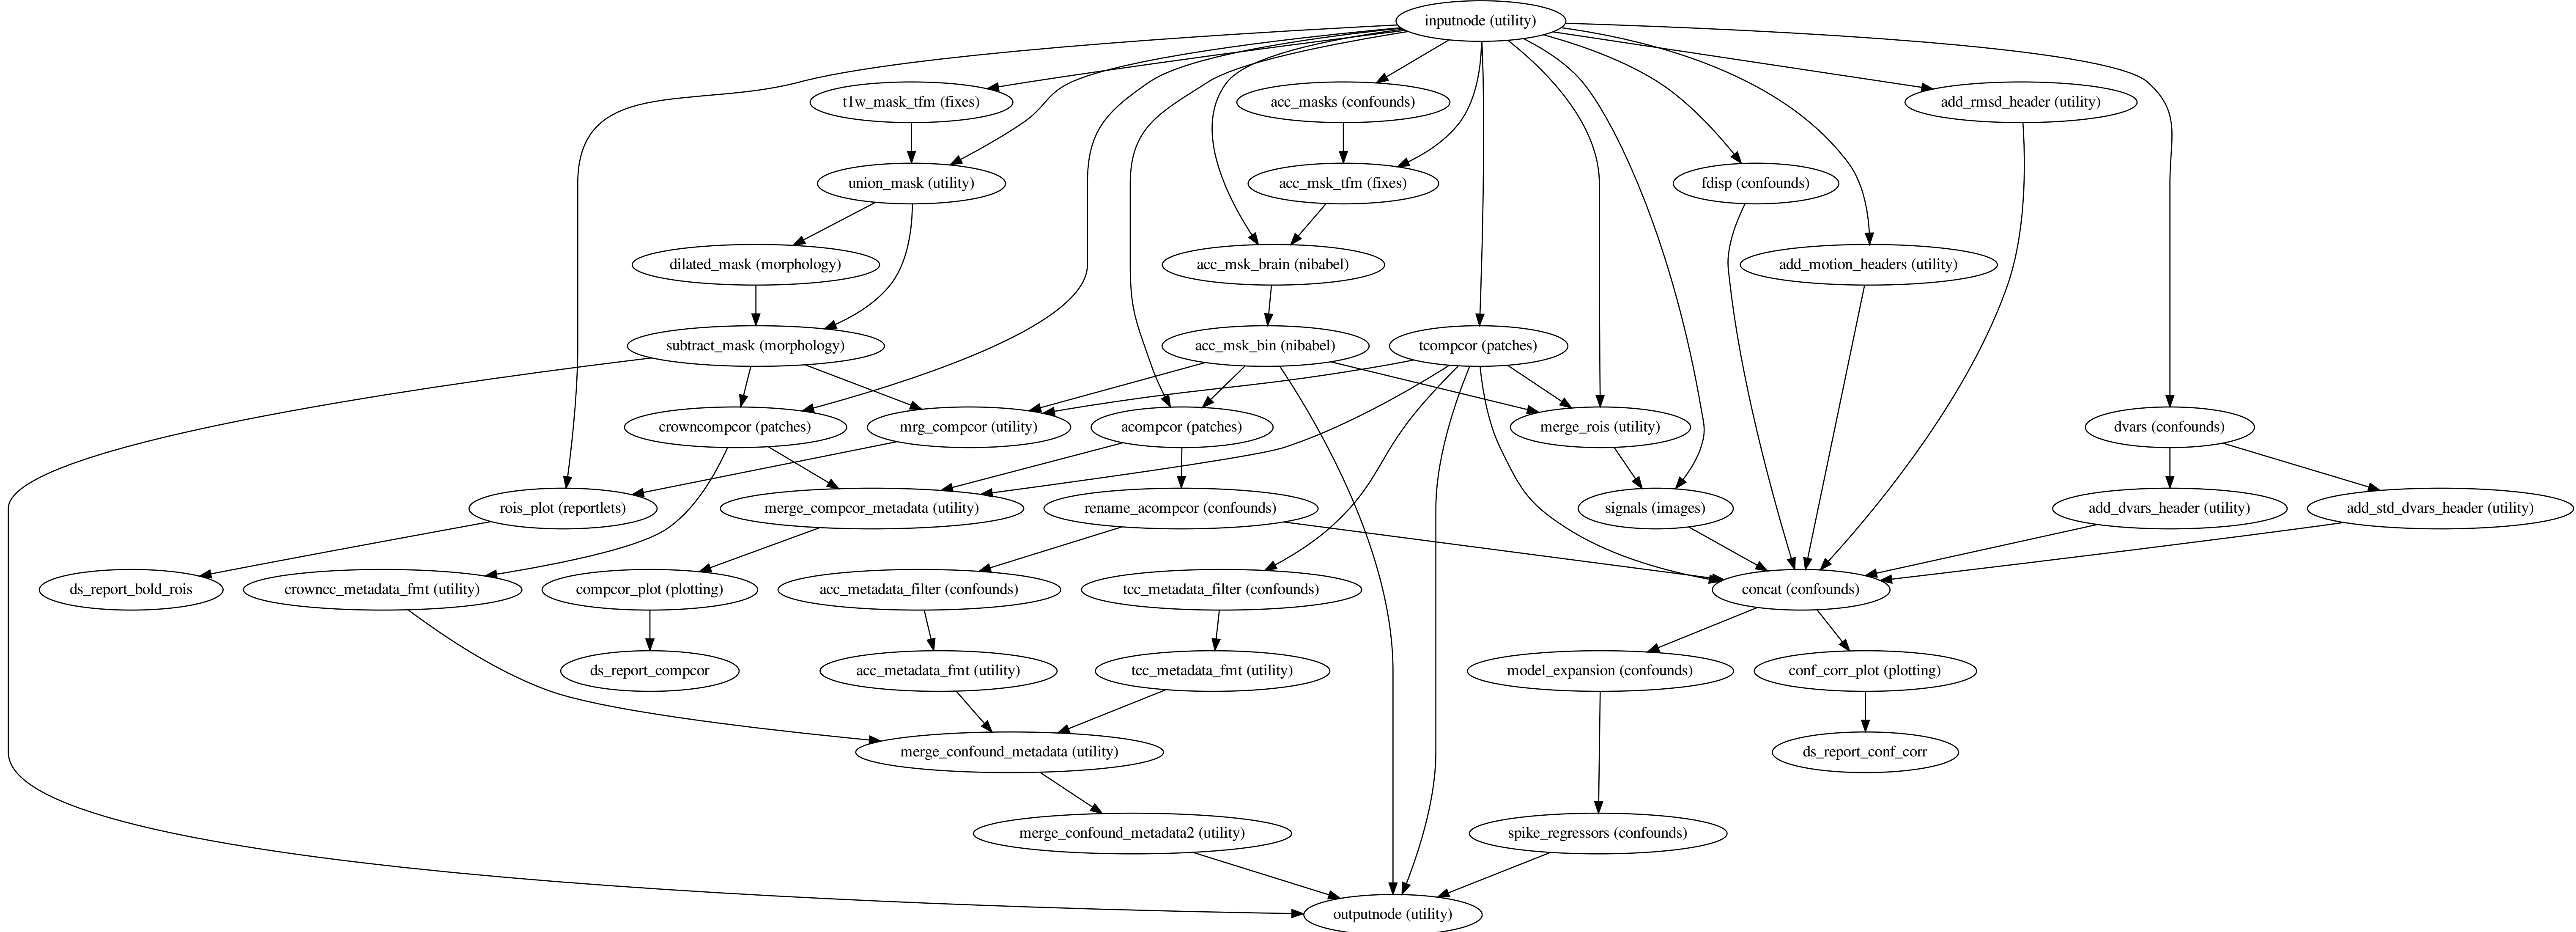 inputnode (utility)
t1w_mask_tfm (fixes)
acc_masks (confounds)
add_rmsd_header (utility)
union_mask (utility)
acc_msk_tfm (fixes)
fdisp (confounds)
dilated_mask (morphology)
acc_msk_brain (nibabel)
add_motion_headers (utility)
subtract_mask (morphology)
acc_msk_bin (nibabel)
tcompcor (patches)
crowncompcor (patches)
mrg_compcor (utility)
acompcor (patches)
merge_rois (utility)
dvars (confounds)
rois_plot (reportlets)
merge_compcor_metadata (utility)
rename_acompcor (confounds)
signals (images)
add_dvars_header (utility)
add_std_dvars_header (utility)
ds_report_bold_rois
crowncc_metadata_fmt (utility)
compcor_plot (plotting)
acc_metadata_filter (confounds)
tcc_metadata_filter (confounds)
concat (confounds)
ds_report_compcor
acc_metadata_fmt (utility)
tcc_metadata_fmt (utility)
model_expansion (confounds)
conf_corr_plot (plotting)
merge_confound_metadata (utility)
ds_report_conf_corr
merge_confound_metadata2 (utility)
spike_regressors (confounds)
outputnode (utility)